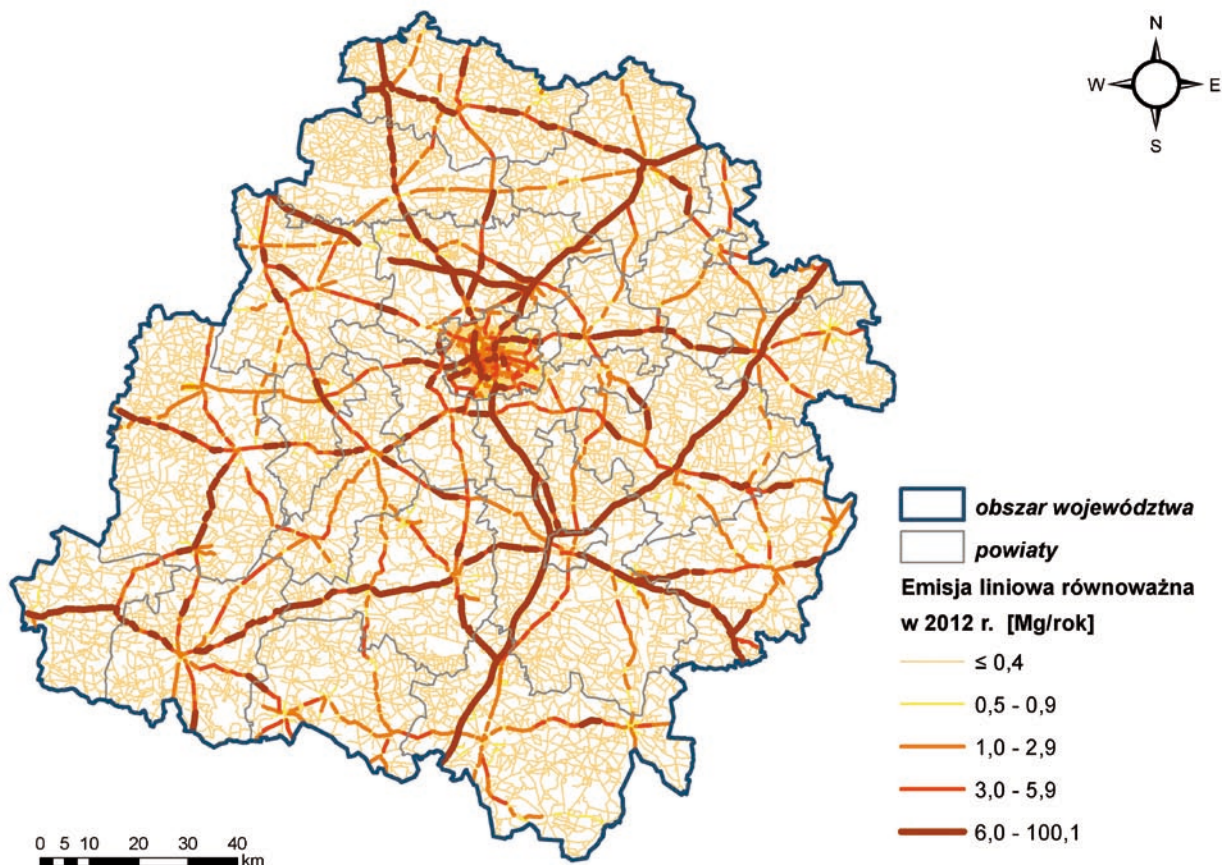 N
W E
S
obszar województwa
powiaty
Emisja liniowa równoważna
w 2012 r. [Mg/rok]
≤ 0,4
0,5 - 0,9
1,0 - 2,9
3,0 - 5,9
6,0 - 100,1
0 5 10 20 30 40
km